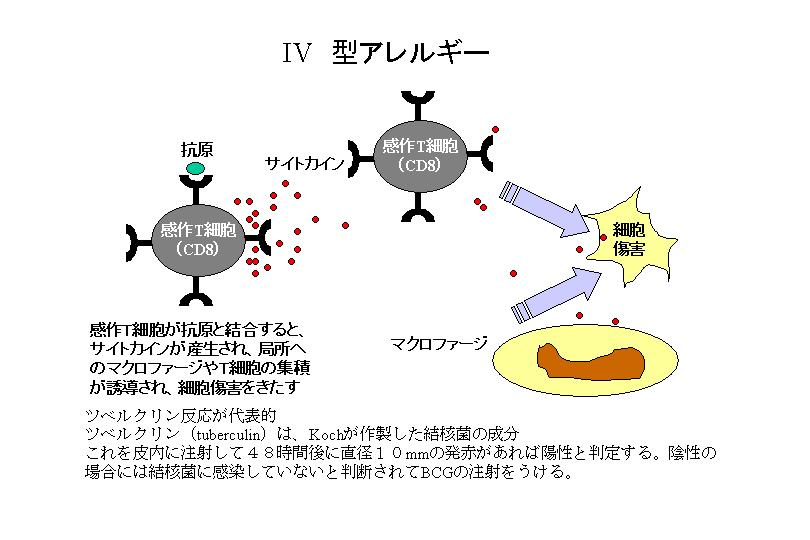 IV 型アレルギー
抗原
サイトカイン
感作T細胞
（CD8）
感作T細胞
（CD8）
細胞
傷害
マクロファージ
感作T細胞が抗原と結合すると、
サイトカインが産生され、局所へ
のマクロファージやT細胞の集積
が誘導され、細胞傷害をきたす
ツベルクリン反応が代表的
ツベルクリン（tuberculin）は、Kochが作製した結核菌の成分
これを皮内に注射して４８時間後に直径１０mmの発赤があれば陽性と判定する。陰性の
場合には結核菌に感染していないと判断されてBCGの注射をうける。